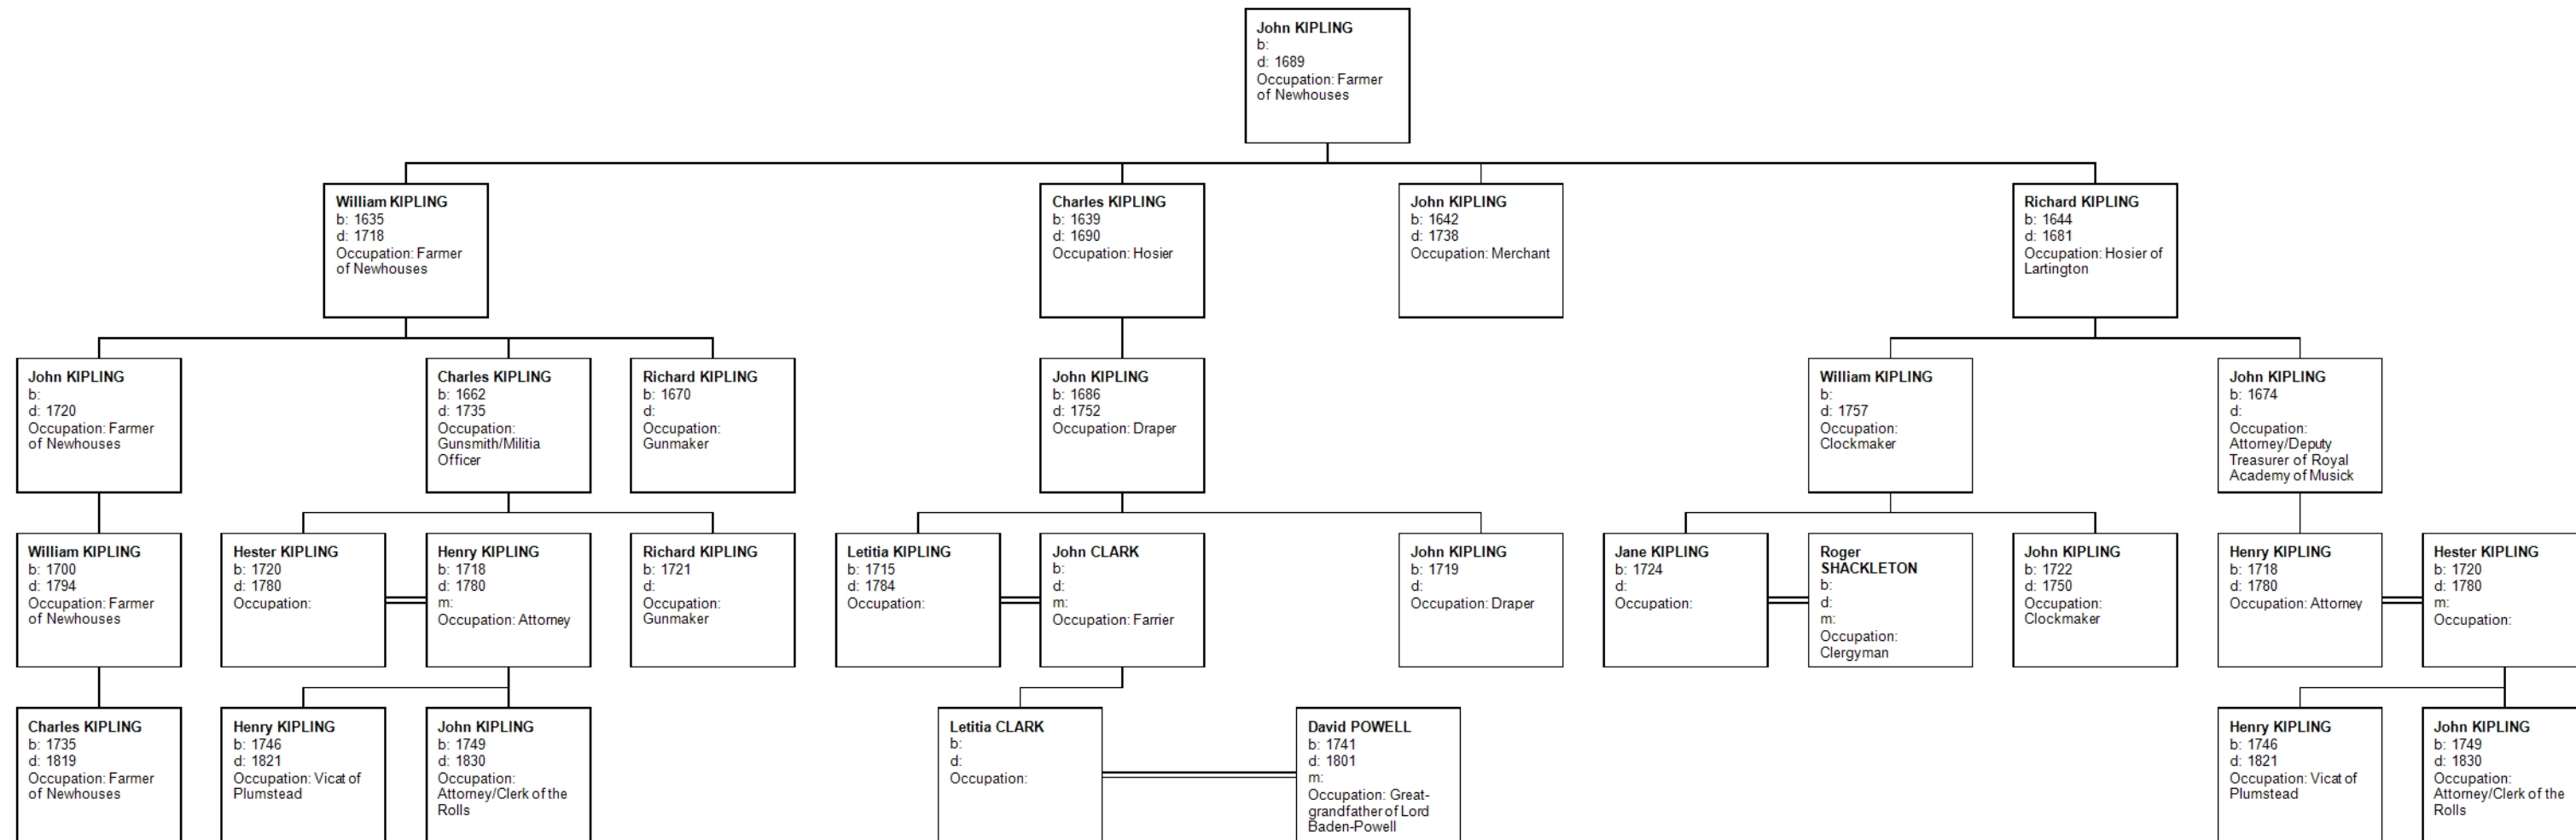 John KIPLING
b:
d: 1689
Occupation: Farmer
of Newhouses
William KIPLING
b: 1635
d: 1718
Occupation: Farmer
of Newhouses
Charles KIPLING
b: 1639
d: 1690
Occupation: Hosier
John KIPLING
b: 1642
d: 1738
Occupation: Merchant
Richard KIPLING
b: 1644
d: 1681
Occupation: Hosier of
Lartington
John KIPLING
b:
d: 1720
Occupation: Farmer
of Newhouses
Charles KIPLING
b: 1662
d: 1735
Occupation:
Gunsmith/Militia
Officer
Richard KIPLING
b: 1670
d:
Occupation:
Gunmaker
John KIPLING
b: 1686
d: 1752
Occupation: Draper
William KIPLING
b:
d: 1757
Occupation:
Clockmaker
John KIPLING
b: 1674
d:
Occupation:
Attorney/Deputy
Treasurer of Royal
Academy of Musick
William KIPLING
b: 1700
d: 1794
Occupation: Farmer
of Newhouses
Hester KIPLING
b: 1720
d: 1780
Occupation:
Henry KIPLING
b: 1718
d: 1780
m:
Occupation: Attorney
Richard KIPLING
b: 1721
d:
Occupation:
Gunmaker
Letitia KIPLING
b: 1715
d: 1784
Occupation:
John CLARK
b:
d:
m:
Occupation: Farrier
John KIPLING
b: 1719
d:
Occupation: Draper
Jane KIPLING
b: 1724
d:
Occupation:
Roger
SHACKLETON
b:
d:
m:
Occupation:
Clergyman
John KIPLING
b: 1722
d: 1750
Occupation:
Clockmaker
Henry KIPLING
b: 1718
d: 1780
Occupation: Attorney
Hester KIPLING
b: 1720
d: 1780
m:
Occupation:
Charles KIPLING
b: 1735
d: 1819
Occupation: Farmer
of Newhouses
Henry KIPLING
b: 1746
d: 1821
Occupation: Vicat of
Plumstead
John KIPLING
b: 1749
d: 1830
Occupation:
Attorney/Clerk of the
Rolls
Letitia CLARK
b:
d:
Occupation:
David POWELL
b: 1741
d: 1801
m:
Occupation: Great-
grandfather of Lord
Baden-Powell
Henry KIPLING
b: 1746
d: 1821
Occupation: Vicat of
Plumstead
John KIPLING
b: 1749
d: 1830
Occupation:
Attorney/Clerk of the
Rolls